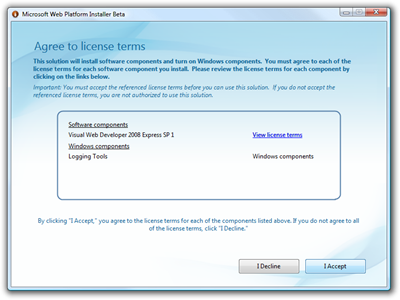 Microsoft Web Platform Installer Beta
Agree to license terms
This solution will install software components and turn on Windows components. You must agree to each of the
license terms for each software component you install. Please review the license terms for each component by
clicking on the links below.
Important: You must accept the referenced license terms before you can use this solution. If you do not accept the
referenced license terms, you are not authorized to use this solution.
Software components
Visual Web Developer 2008 Express SP 1 View license terms
Windows components
Logging Tools Windows components
By clicking "I Accept," you agree to the license terms for each of the components listed above. If you do not agree to all
of the license terms, click "I Decline."
I Decline I Accept